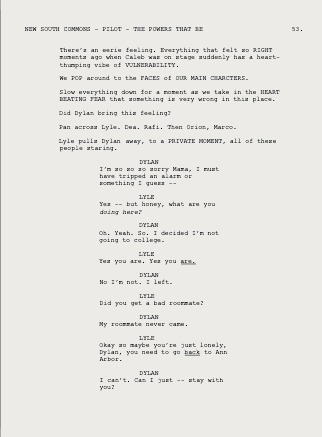 NEW SOUTH COMMONS - PILOT - THE POWERS THAT BE 53.
There's an eerie feeling. Everything that felt so RIGHT
moments ago when Caleb was on stage suddenly has a heart-
thumping vibe of VULNERABILITY.
We POP around to the FACES of OUR MAIN CHARCTERS.
Slow everything down for a moment as we take in the HEART
BEATING FEAR that something is very wrong in this place.
Did Dylan bring this feeling?
Pan across Lyle. Dea. Rafi. Then Orion, Marco.
Lyle pulls Dylan away, to a PRIVATE MOMENT, all of these
people staring.
DYLAN
I'm so so so sorry Mama, I must
have tripped an alarm or
something I guess --
LYLE
Yes -- but honey, what are you
doing here?
DYLAN
Oh. Yeah. So. I decided I'm not
going to college.
LYLE
Yes you are. Yes you are.
DYLAN
No I'm not. I left.
LYLE
Did you get a bad roommate?
DYLAN
My roommate never came.
LYLE
Okay so maybe you're just lonely,
Dylan, you need to go back to Ann
Arbor.
DYLAN
I can't. Can I just -- stay with
you?